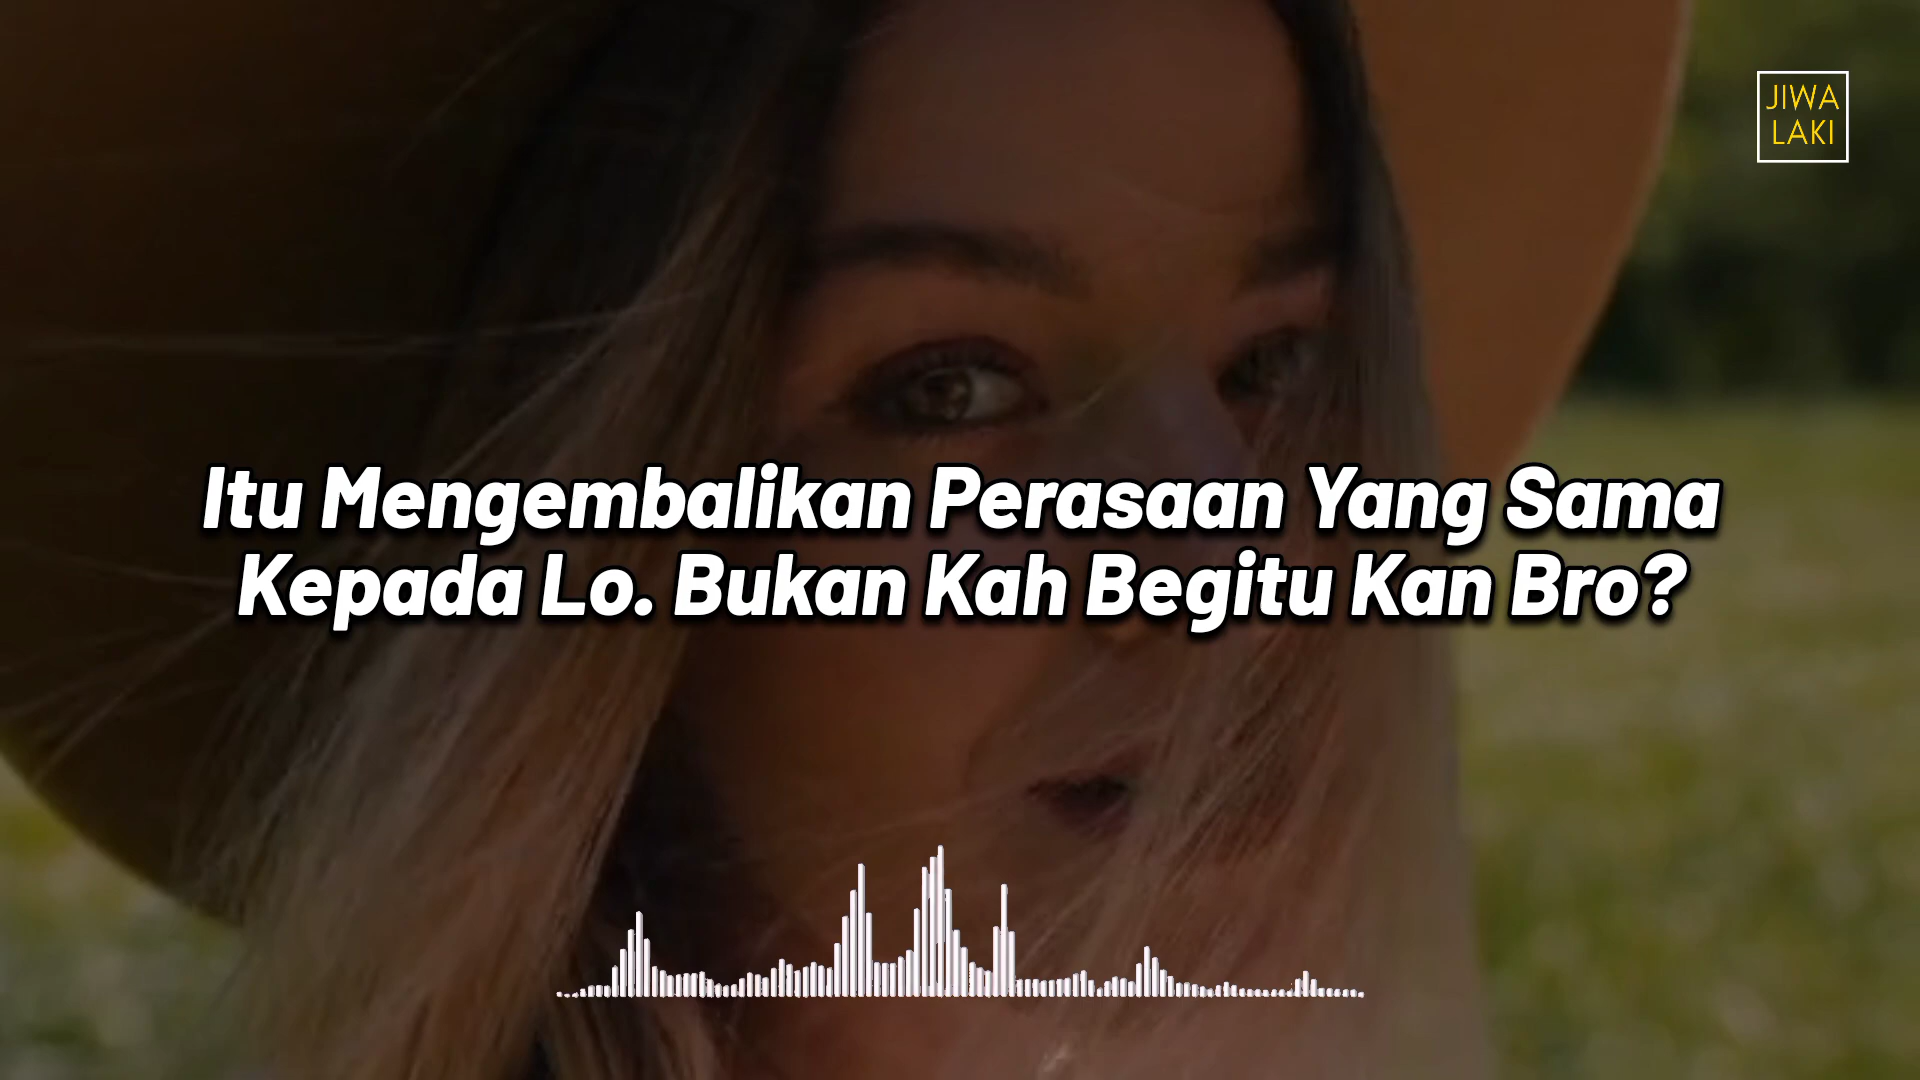 JIWA
LAKI
Itu Mengembalikan Perasaan Yang Sama
Kepada Lo. Bukan Kah Begitu Kan Bro?